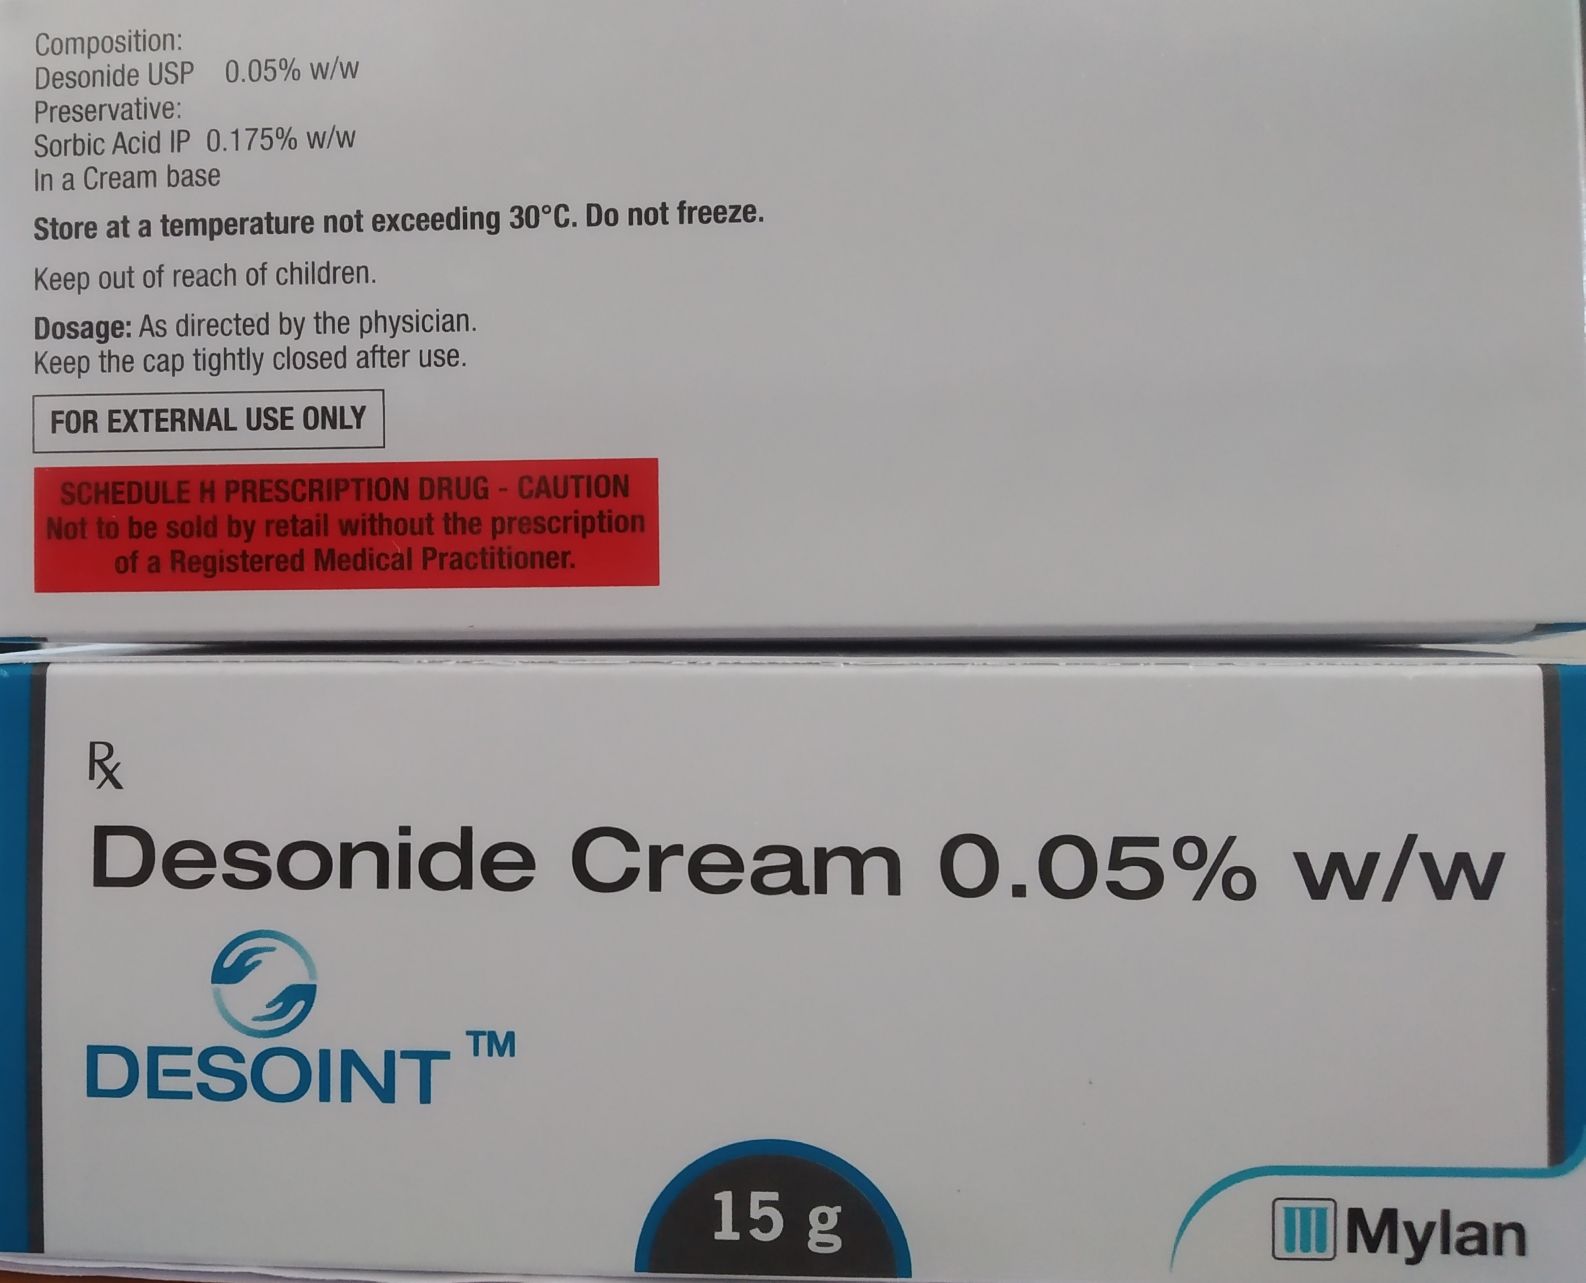 Composition:
Desonide USP 0.05% w/w
Preservative:
Sorbic Acid IP 0.175% w/w
In a Cream base
Store at a temperature not exceeding 30°C. Do not freeze.
Keep out of reach of children.
Dosage: As directed by the physician.
Keep the cap tightly closed after use.
FOR EXTERNAL USE ONLY
SCHEDULE H PRESCRIPTION DRUG - CAUTION
Not to be sold by retail without the prescription
of a Registered Medical Practitioner.
Rx
Desonide Cream 0.05% w/w
DESOINT™
15 g
Mylan